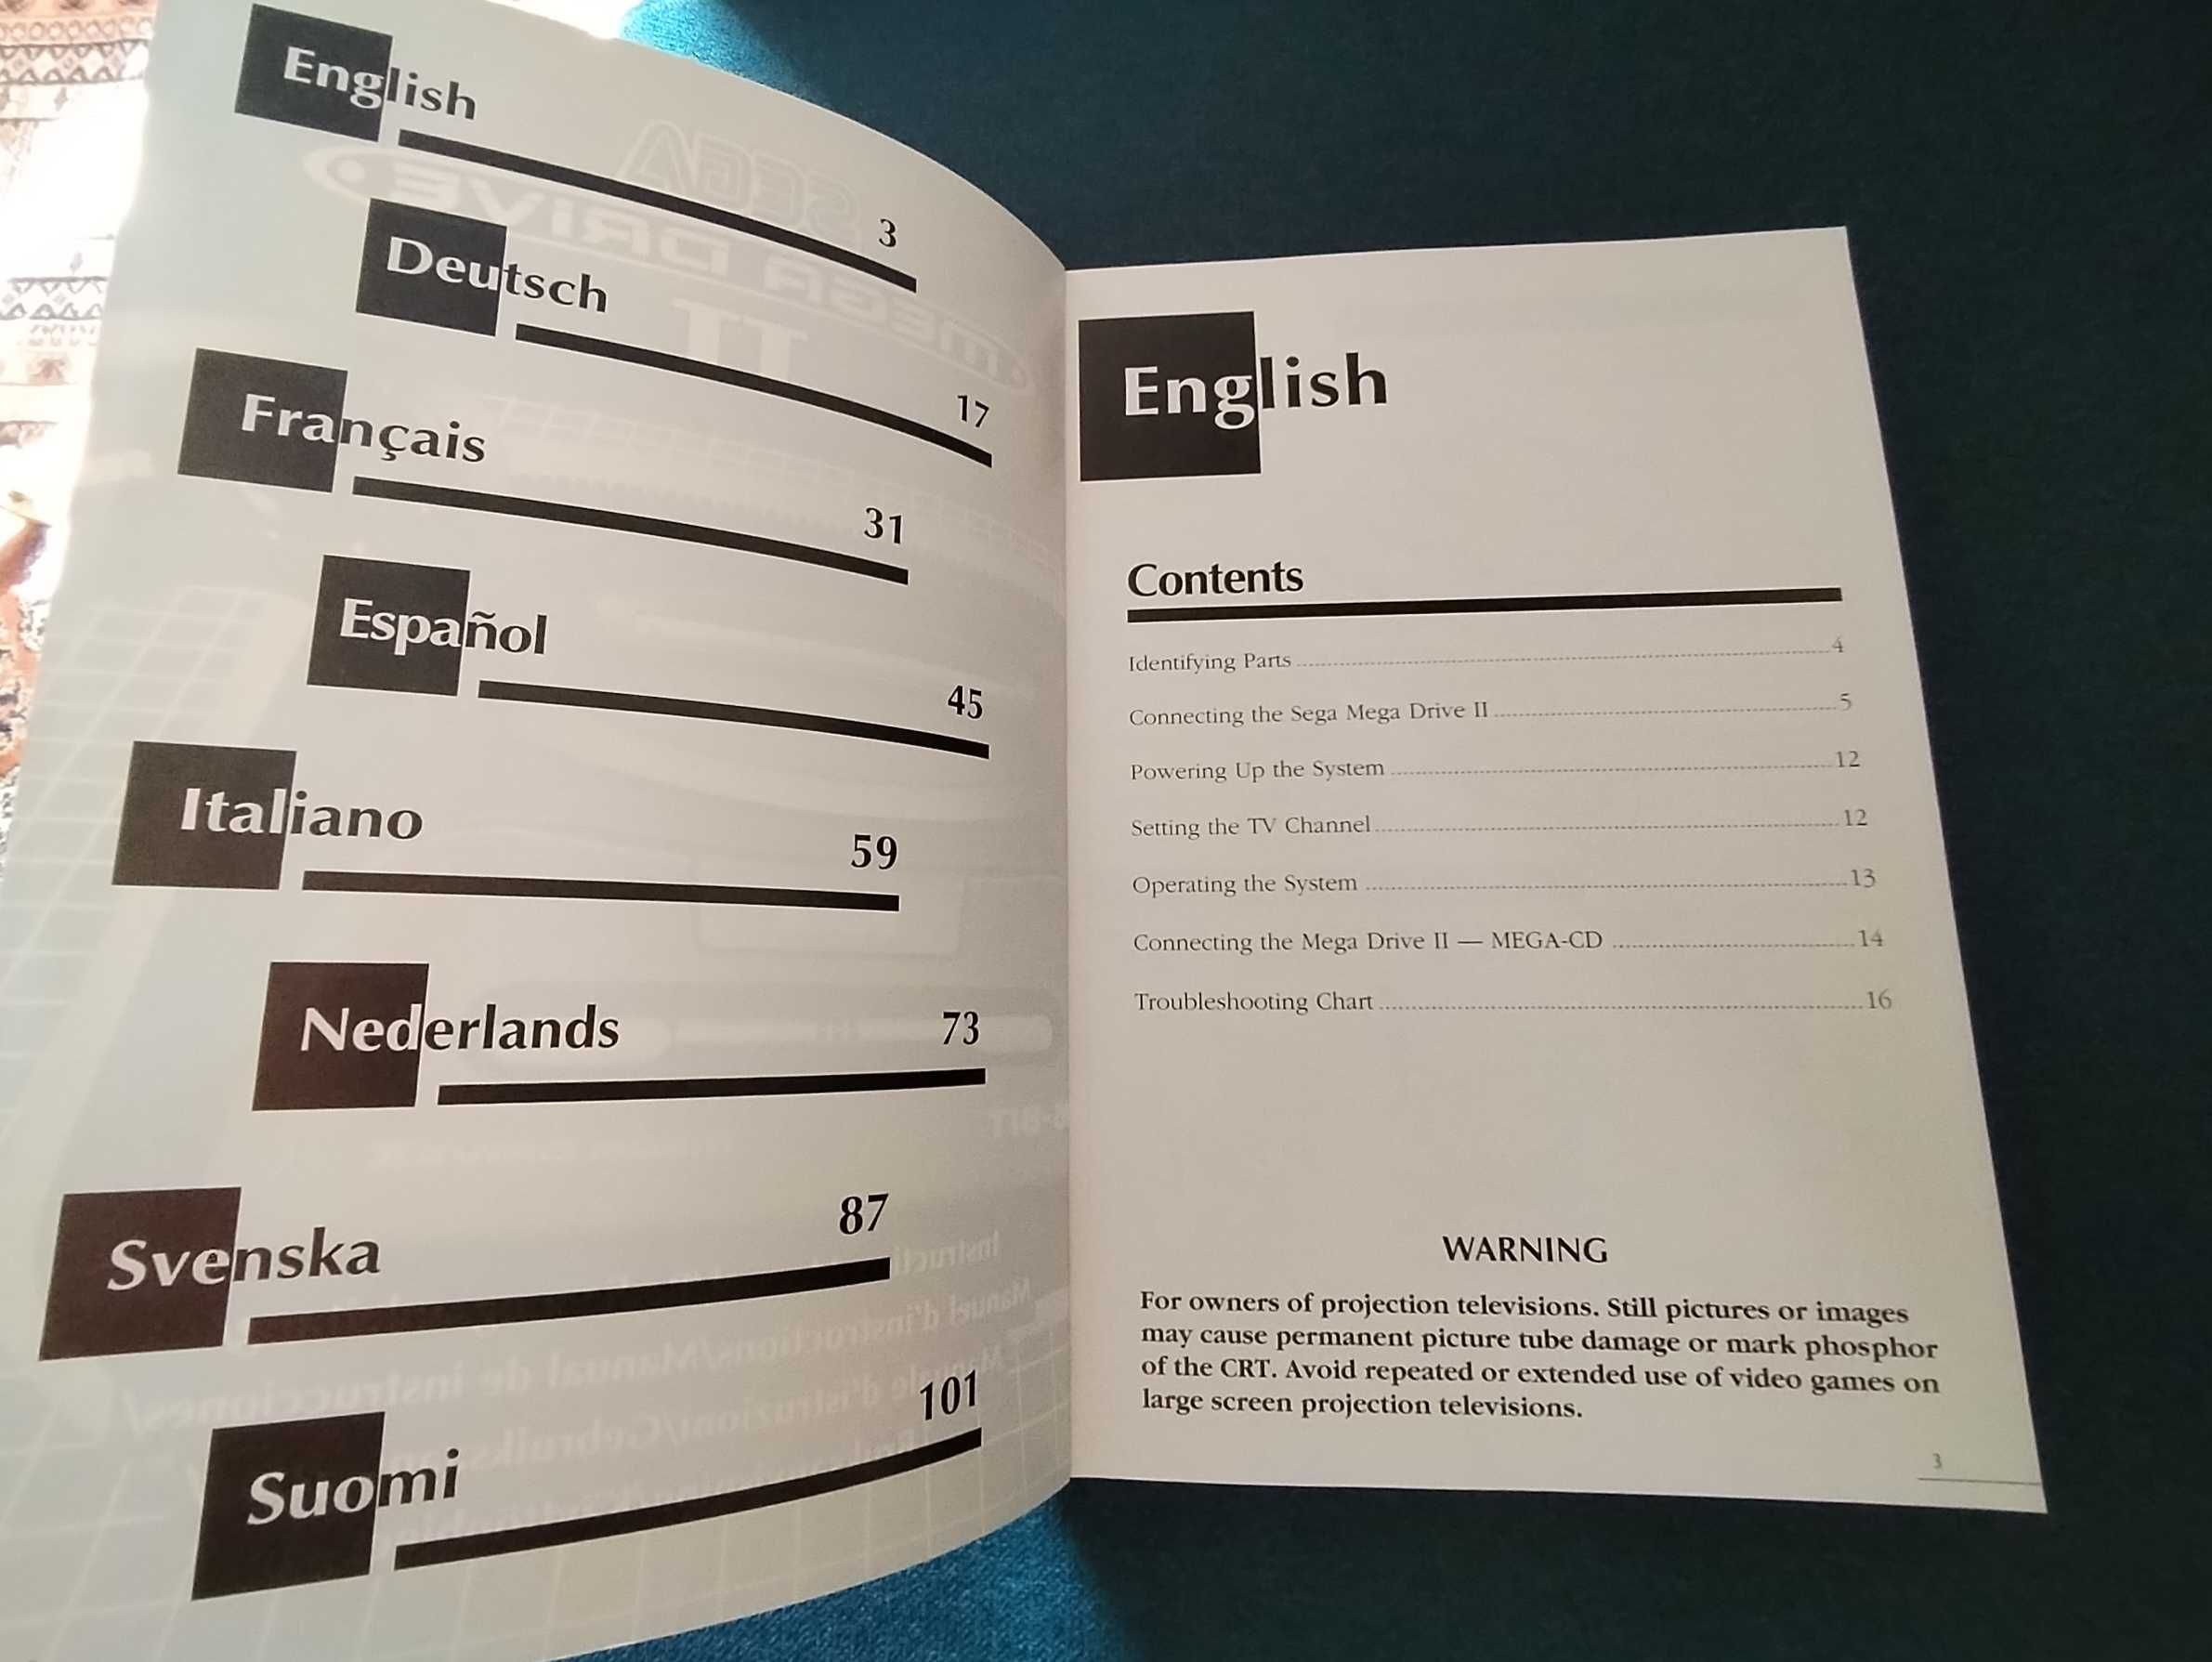 English
3
Deutsch
17
Français
31
Español
45
Italiano
59
Nederlands
73
Svenska
87
Suomi
101
SEGA
MEGA DRIVE
II
English
Contents
Identifying Parts 4
Connecting the Sega Mega Drive II 5
Powering Up the System 12
Setting the TV Channel 12
Operating the System 13
Connecting the Mega Drive II — MEGA-CD 14
Troubleshooting Chart 16
WARNING
For owners of projection televisions. Still pictures or images
may cause permanent picture tube damage or mark phosphor
of the CRT. Avoid repeated or extended use of video games on
large screen projection televisions.
3